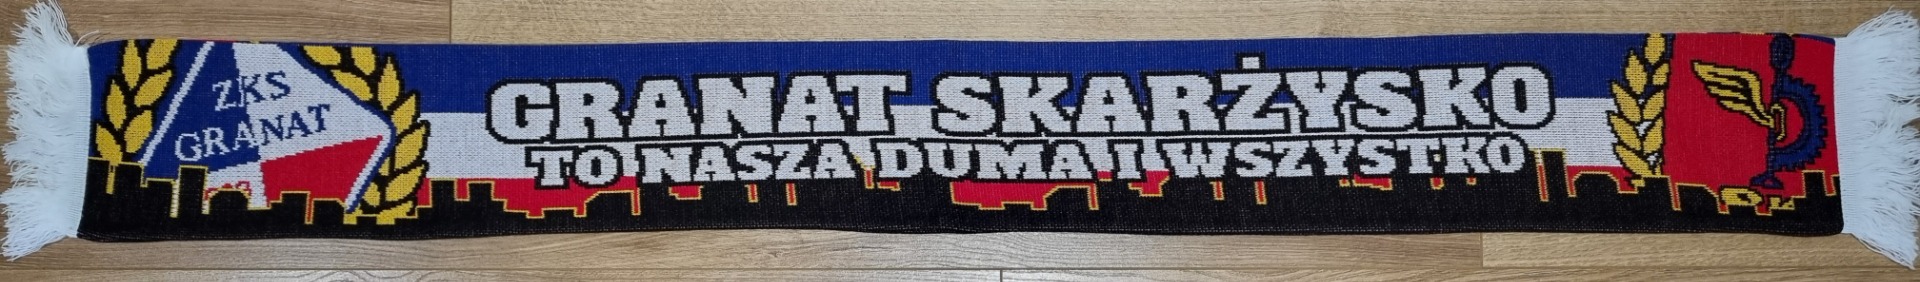 ZKS
GRANAT
GRANAT SKARŻYSKO
TO NASZA DUMA I WSZYSTKO